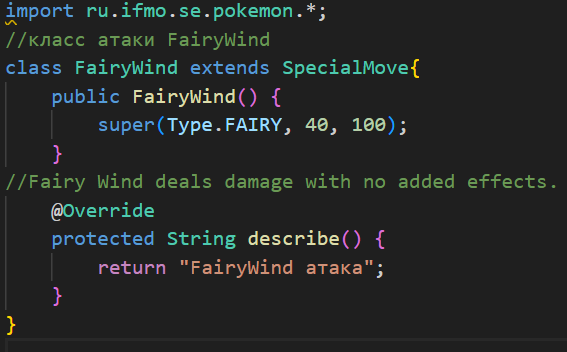 import ru.ifmo.se.pokemon.*;
//класс атаки FairyWind
class FairyWind extends SpecialMove{
    public FairyWind() {
        super(Type.FAIRY, 40, 100);
    }
//Fairy Wind deals damage with no added effects.
    @Override
    protected String describe() {
        return "FairyWind атака";
    }
}